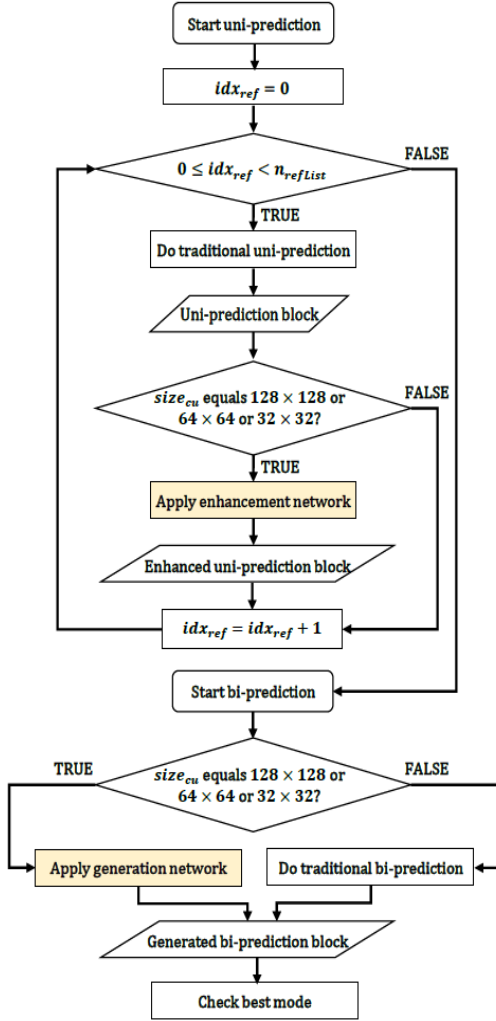 Start uni-prediction
idx_ref = 0
0 ≤ idx_ref < n_refList
FALSE
TRUE
Do traditional uni-prediction
Uni-prediction block
size_cu equals 128 × 128 or
64 × 64 or 32 × 32?
FALSE
TRUE
Apply enhancement network
Enhanced uni-prediction block
idx_ref = idx_ref + 1
Start bi-prediction
TRUE
size_cu equals 128 × 128 or
64 × 64 or 32 × 32?
FALSE
Apply generation network
Do traditional bi-prediction
Generated bi-prediction block
Check best mode